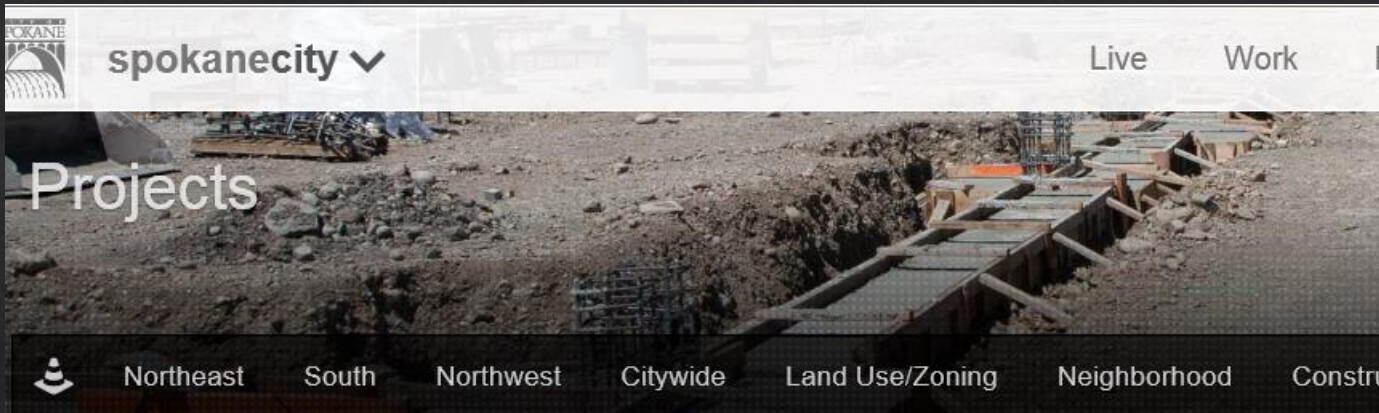 SPOKANE
spokanecity
Live Work
Projects
Northeast South Northwest Citywide Land Use/Zoning Neighborhood